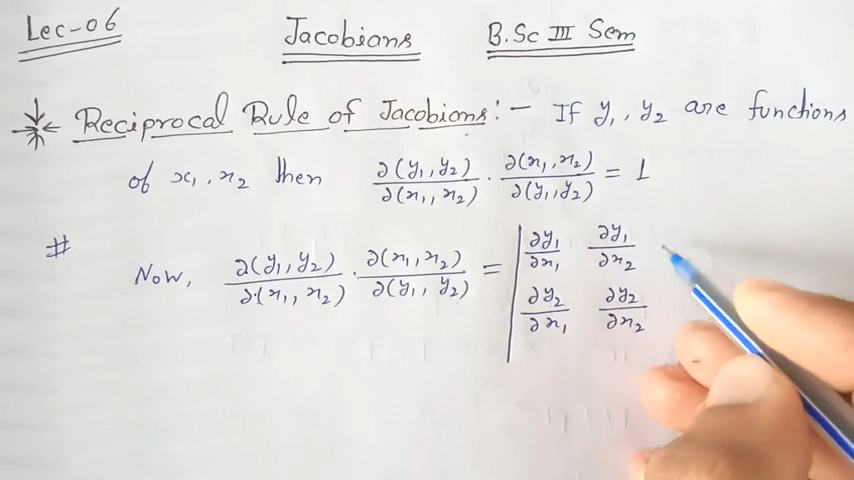 Lec-06 Jacobians B.Sc III Sem
Reciprocal Rule of Jacobians:- If y₁, y₂ are functions
of x₁, x₂ then ∂(y₁, y₂)/∂(x₁, x₂) · ∂(x₁, x₂)/∂(y₁, y₂) = 1
#
Now, ∂(y₁, y₂)/∂(x₁, x₂) · ∂(x₁, x₂)/∂(y₁, y₂) = | ∂y₁/∂x₁ ∂y₁/∂x₂
∂y₂/∂x₁ ∂y₂/∂x₂